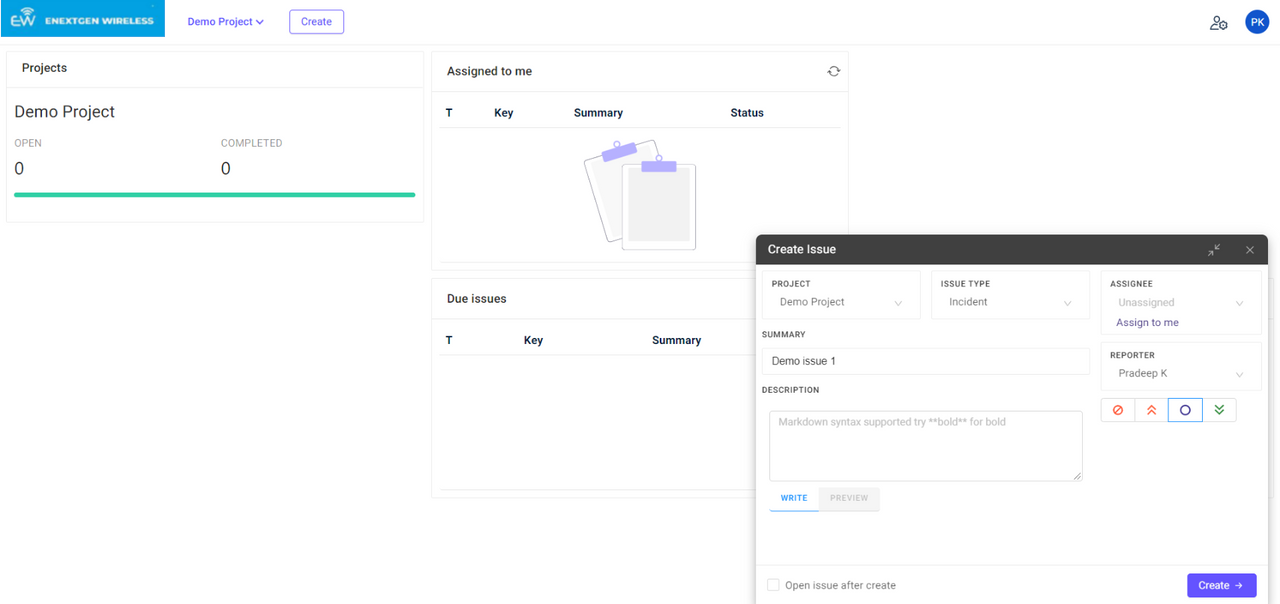 EW ENEXTGEN WIRELESS
Demo Project
Create
PK
Projects
Demo Project
OPEN
COMPLETED
0
0
Assigned to me
T Key Summary Status
Due issues
T Key Summary
Create Issue
PROJECT
Demo Project
ISSUE TYPE
Incident
ASSIGNEE
Unassigned
Assign to me
SUMMARY
Demo issue 1
REPORTER
Pradeep K
DESCRIPTION
Markdown syntax supported try **bold** for bold
WRITE
PREVIEW
Open issue after create
Create